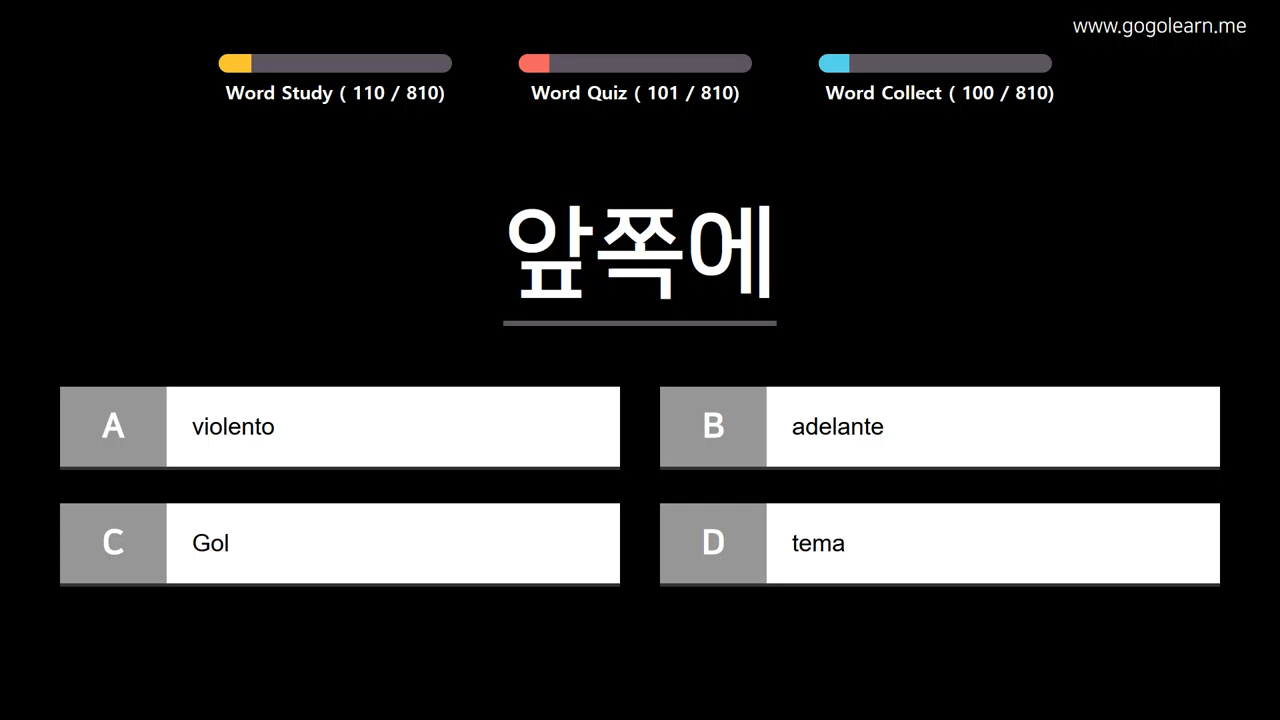 www.gogolearn.me
Word Study ( 110 / 810)
Word Quiz ( 101 / 810)
Word Collect ( 100 / 810)
앞쪽에
A violento
B adelante
C Gol
D tema